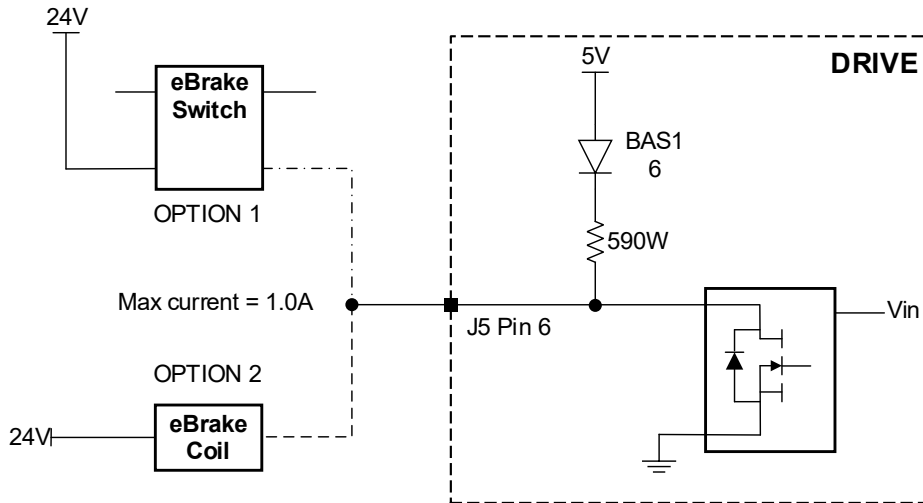 24V
eBrake
Switch
OPTION 1
5V
DRIVE
BAS1
6
590W
Max current = 1.0A
J5 Pin 6
Vin
OPTION 2
24V
eBrake
Coil